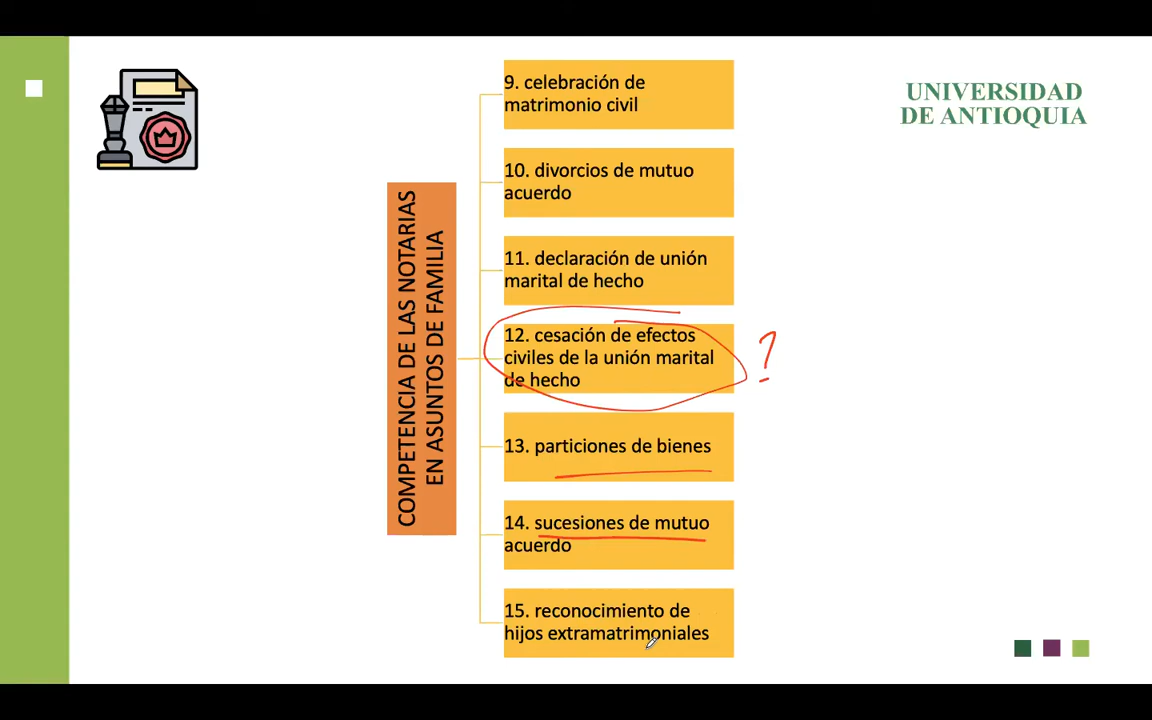 UNIVERSIDAD
DE ANTIOQUIA
COMPETENCIA DE LAS NOTARIAS
EN ASUNTOS DE FAMILIA
9. celebración de
matrimonio civil
10. divorcios de mutuo
acuerdo
11. declaración de unión
marital de hecho
12. cesación de efectos
civiles de la unión marital
de hecho
?
13. particiones de bienes
14. sucesiones de mutuo
acuerdo
15. reconocimiento de
hijos extramatrimoniales